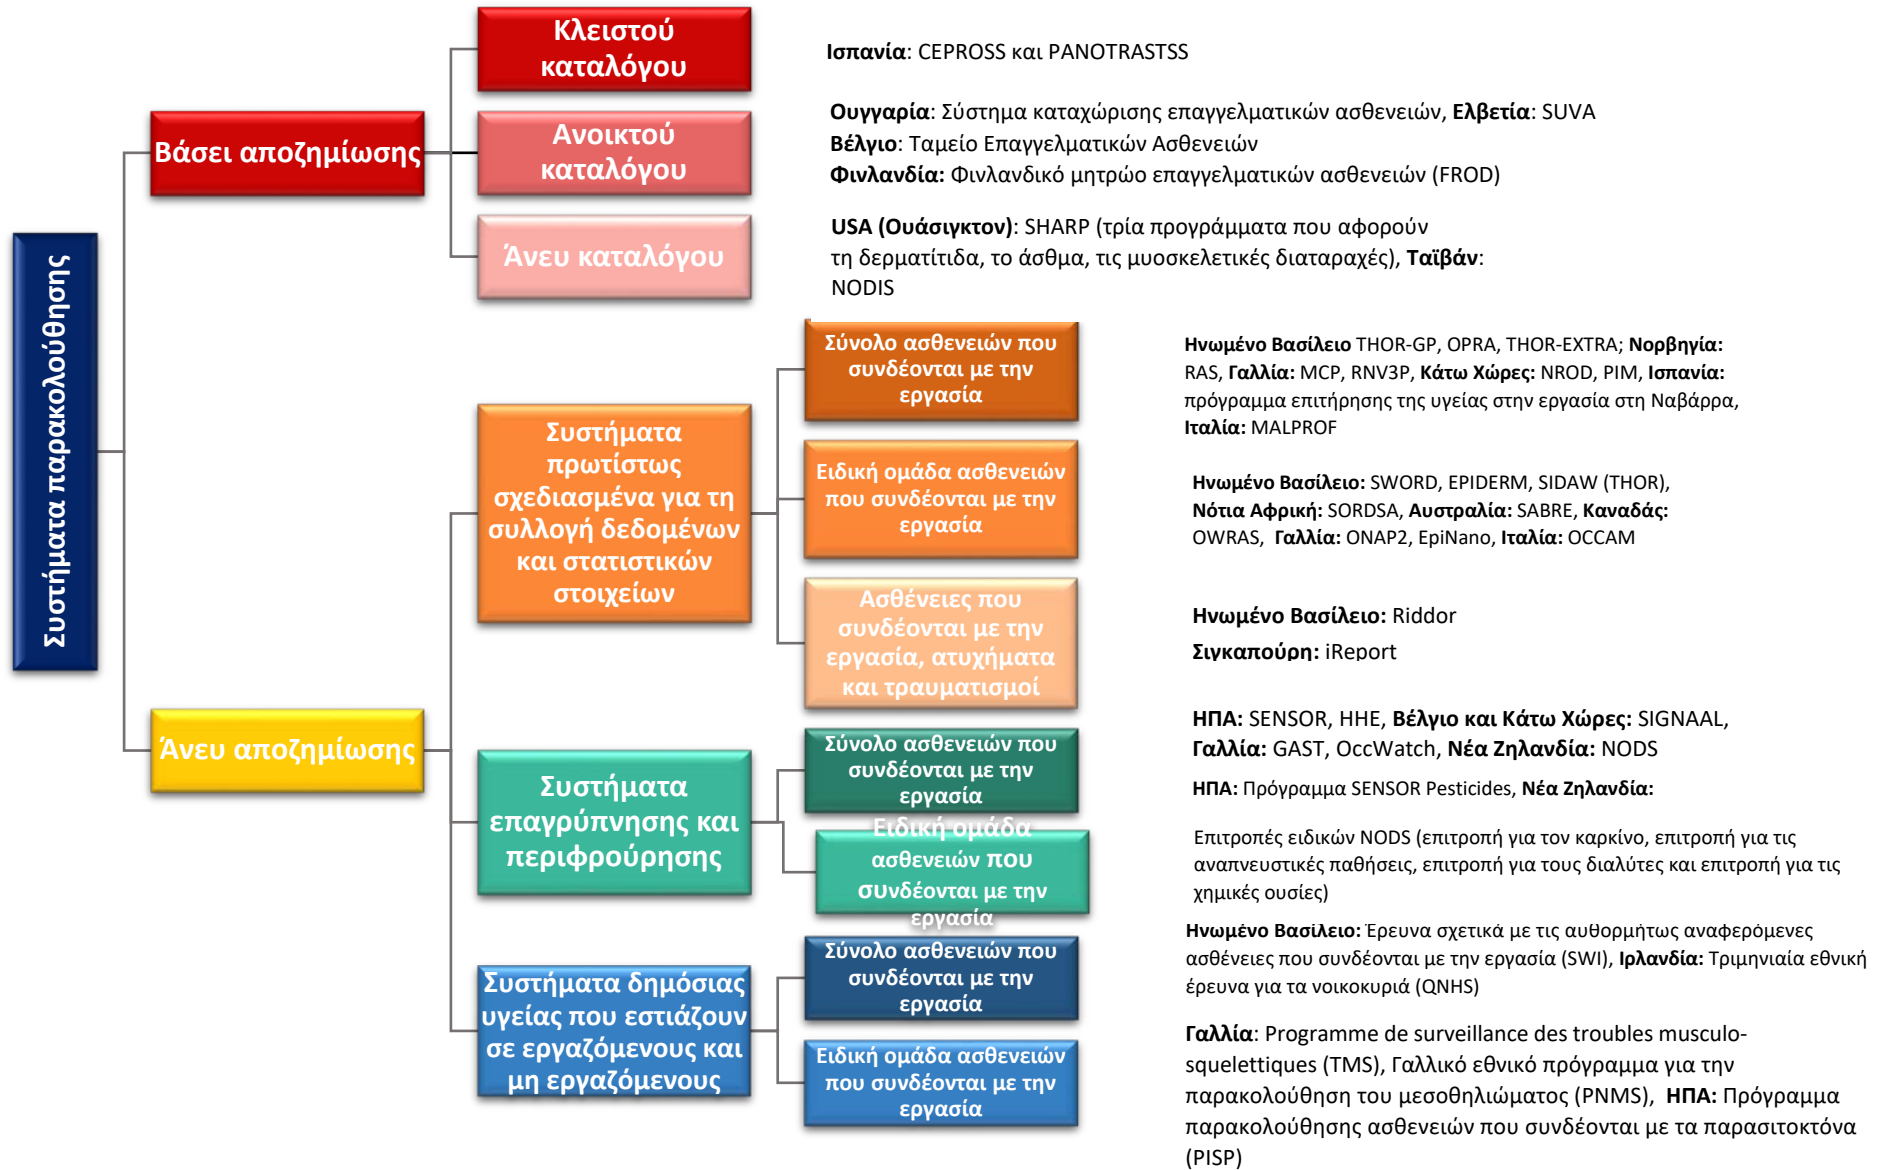 Συστήματα παρακολούθησης
Βάσει αποζημίωσης
Κλειστού
καταλόγου
Ισπανία: CEPROSS και PANOTRASTSS
Ανοικτού
καταλόγου
Ουγγαρία: Σύστημα καταχώρισης επαγγελματικών ασθενειών, Ελβετία: SUVA
Βέλγιο: Ταμείο Επαγγελματικών Ασθενειών
Φινλανδία: Φινλανδικό μητρώο επαγγελματικών ασθενειών (FROD)
Άνευ καταλόγου
USA (Ουάσιγκτον): SHARP (τρία προγράμματα που αφορούν
τη δερματίτιδα, το άσθμα, τις μυοσκελετικές διαταραχές), Ταϊβάν:
NODIS
Άνευ αποζημίωσης
Συστήματα
πρωτίστως
σχεδιασμένα για τη
συλλογή δεδομένων
και στατιστικών
στοιχείων
Σύνολο ασθενειών που
συνδέονται με την
εργασία
Ηνωμένο Βασίλειο THOR-GP, OPRA, THOR-EXTRA; Νορβηγία:
RAS, Γαλλία: MCP, RNV3P, Κάτω Χώρες: NROD, PIM, Ισπανία:
πρόγραμμα επιτήρησης της υγείας στην εργασία στη Ναβάρρα,
Ιταλία: MALPROF
Ειδική ομάδα ασθενειών
που συνδέονται με την
εργασία
Ηνωμένο Βασίλειο: SWORD, EPIDERM, SIDAW (THOR),
Νότια Αφρική: SORDSA, Αυστραλία: SABRE, Καναδάς:
OWRAS, Γαλλία: ONAP2, EpiNano, Ιταλία: OCCAM
Ασθένειες που
συνδέονται με την
εργασία, ατυχήματα
και τραυματισμοί
Ηνωμένο Βασίλειο: Riddor
Σιγκαπούρη: iReport
Συστήματα
επαγρύπνησης και
περιφρούρησης
Σύνολο ασθενειών που
συνδέονται με την
εργασία
ΗΠΑ: SENSOR, HHE, Βέλγιο και Κάτω Χώρες: SIGNAAL,
Γαλλία: GAST, OccWatch, Νέα Ζηλανδία: NODS
Ειδική ομάδα
ασθενειών που
συνδέονται με την
εργασία
ΗΠΑ: Πρόγραμμα SENSOR Pesticides, Νέα Ζηλανδία:
Επιτροπές ειδικών NODS (επιτροπή για τον καρκίνο, επιτροπή για τις
αναπνευστικές παθήσεις, επιτροπή για τους διαλύτες και επιτροπή για τις
χημικές ουσίες)
Συστήματα δημόσιας
υγείας που εστιάζουν
σε εργαζόμενους και
μη εργαζόμενους
Σύνολο ασθενειών που
συνδέονται με την
εργασία
Ηνωμένο Βασίλειο: Έρευνα σχετικά με τις αυθορμήτως αναφερόμενες
ασθένειες που συνδέονται με την εργασία (SWI), Ιρλανδία: Τριμηνιαία εθνική
έρευνα για τα νοικοκυριά (QNHS)
Ειδική ομάδα ασθενειών
που συνδέονται με την
εργασία
Γαλλία: Programme de surveillance des troubles musculo-
squelettiques (TMS), Γαλλικό εθνικό πρόγραμμα για την
παρακολούθηση του μεσοθηλιώματος (PNMS), ΗΠΑ: Πρόγραμμα
παρακολούθησης ασθενειών που συνδέονται με τα παρασιτοκτόνα
(PISP)